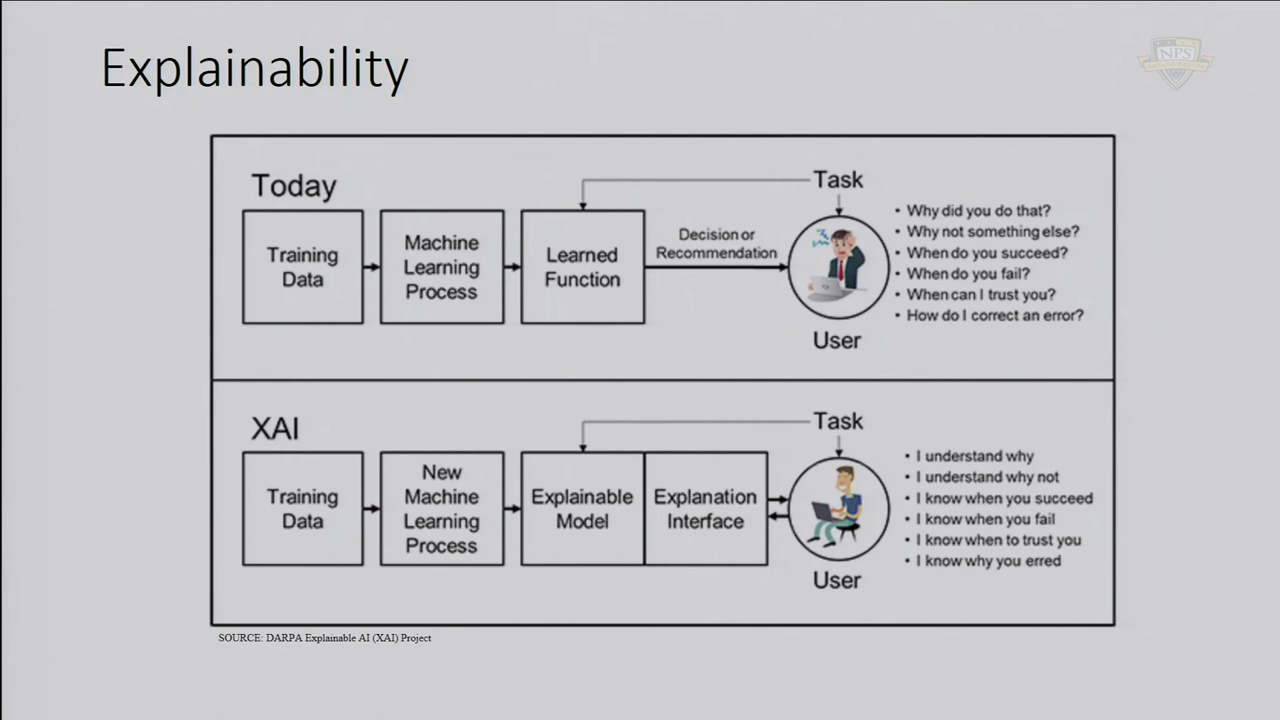 Explainability
NPS
Today
Task
Training
Data
Machine
Learning
Process
Learned
Function
Decision or
Recommendation
User
• Why did you do that?
• Why not something else?
• When do you succeed?
• When do you fail?
• When can I trust you?
• How do I correct an error?
XAI
Task
Training
Data
New
Machine
Learning
Process
Explainable
Model
Explanation
Interface
User
• I understand why
• I understand why not
• I know when you succeed
• I know when you fail
• I know when to trust you
• I know why you erred
SOURCE: DARPA Explainable AI (XAI) Project